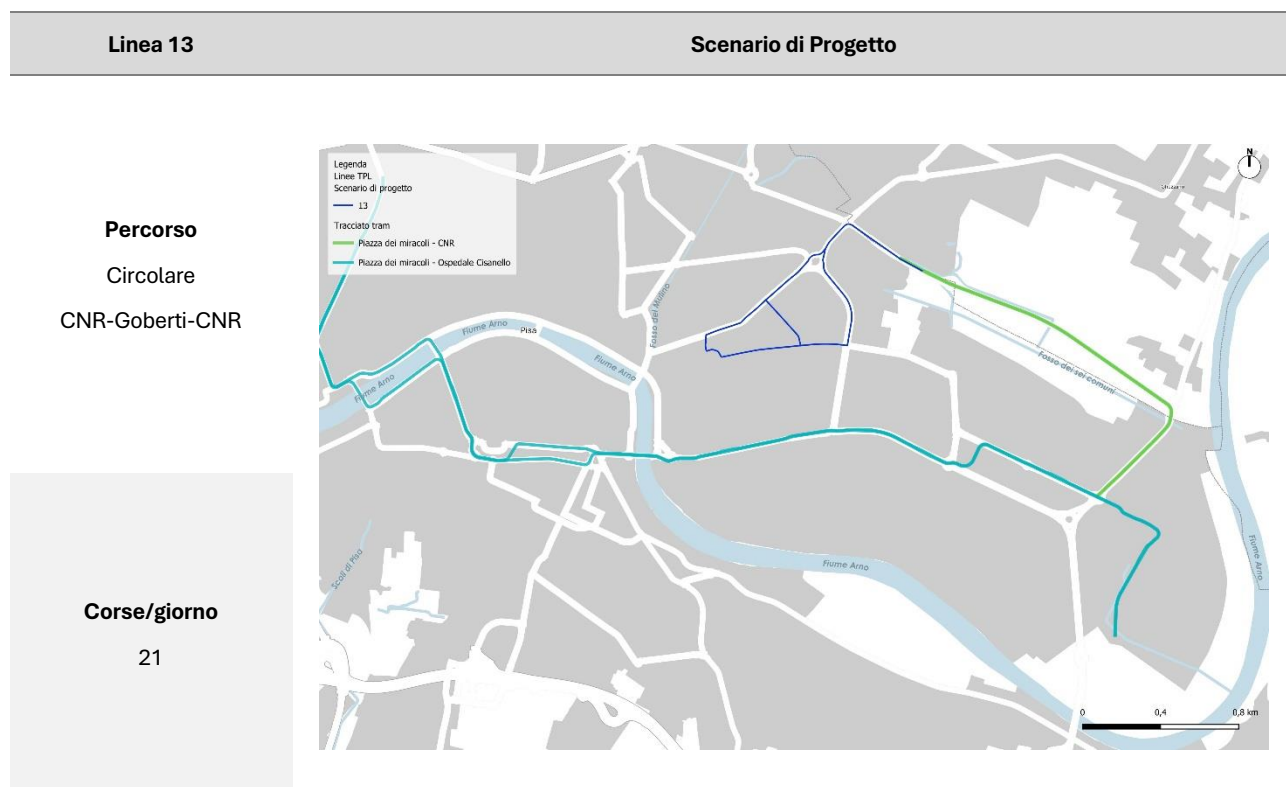 Linea 13
Scenario di Progetto
Percorso
Circolare
CNR-Goberti-CNR
Corse/giorno
21
Legenda
Linee TPL
Scenario di progetto
13
Tracciato tram
Piazza dei miracoli - CNR
Piazza dei miracoli - Ospedale Cisanello
N
Fosso del Mulino
Fiume Arno
Pisa
Fiume Arno
Fiume Arno
Fosso dei sei comuni
Fiume Arno
Fiume Arno
Scoli di Pisa
0
0,4
0,8 km